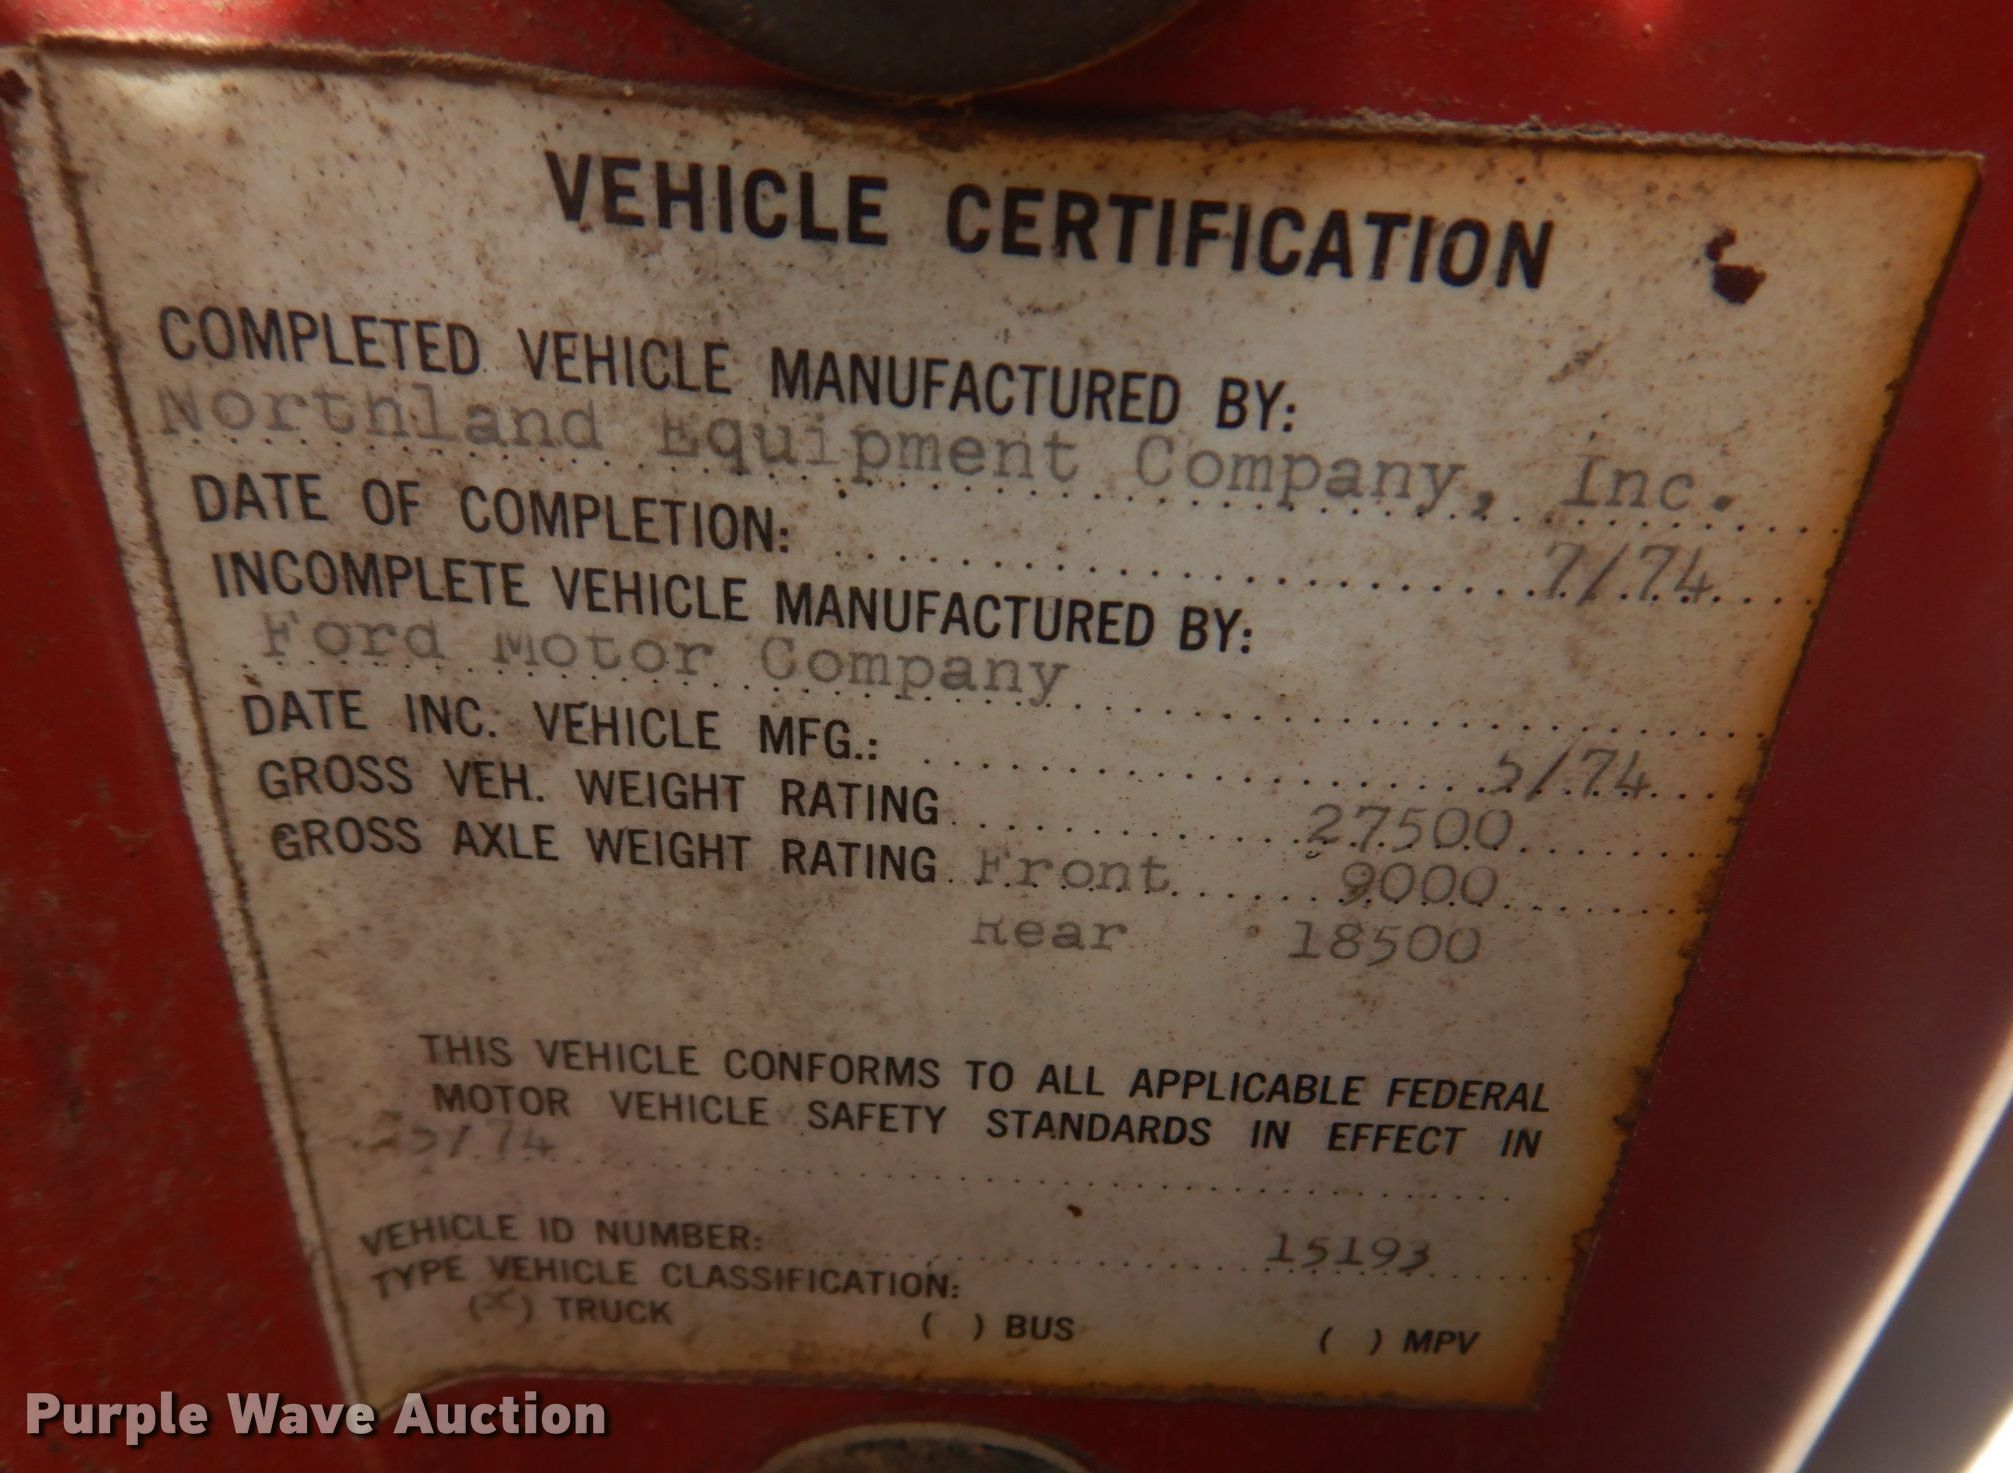 VEHICLE CERTIFICATION
COMPLETED VEHICLE MANUFACTURED BY:
Northland Equipment Company, Inc.
DATE OF COMPLETION: 7/74
INCOMPLETE VEHICLE MANUFACTURED BY:
Ford Motor Company
DATE INC. VEHICLE MFG.: 5/74
GROSS VEH. WEIGHT RATING 27500
GROSS AXLE WEIGHT RATING Front 9000
Rear 18500
THIS VEHICLE CONFORMS TO ALL APPLICABLE FEDERAL
MOTOR VEHICLE SAFETY STANDARDS IN EFFECT IN
VEHICLE ID NUMBER: 15193
TYPE VEHICLE CLASSIFICATION:
(X) TRUCK ( ) BUS ( ) MPV
Purple Wave Auction